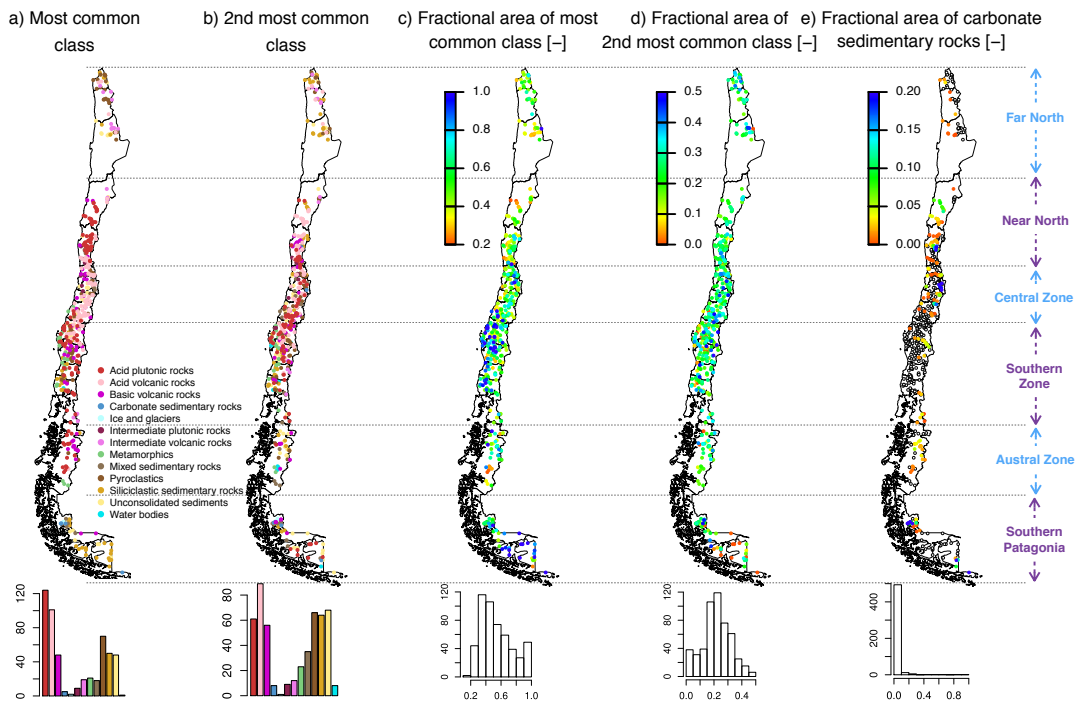 a) Most common
class
b) 2nd most common
class
c) Fractional area of most
common class [−]
d) Fractional area of
2nd most common class [−]
e) Fractional area of carbonate
sedimentary rocks [−]
1.0
0.8
0.6
0.4
0.2
0.5
0.4
0.3
0.2
0.1
0.0
0.20
0.15
0.10
0.05
0.00
Far North
Near North
Central Zone
Southern
Zone
Austral Zone
Southern
Patagonia
Acid plutonic rocks
Acid volcanic rocks
Basic volcanic rocks
Carbonate sedimentary rocks
Ice and glaciers
Intermediate plutonic rocks
Intermediate volcanic rocks
Metamorphics
Mixed sedimentary rocks
Pyroclastics
Siliciclastic sedimentary rocks
Unconsolidated sediments
Water bodies
0 40 80 120
0 20 40 60 80
0 40 80 120
0.2 0.6 1.0
0 40 80 120
0.0 0.2 0.4
0 200 400
0.0 0.4 0.8